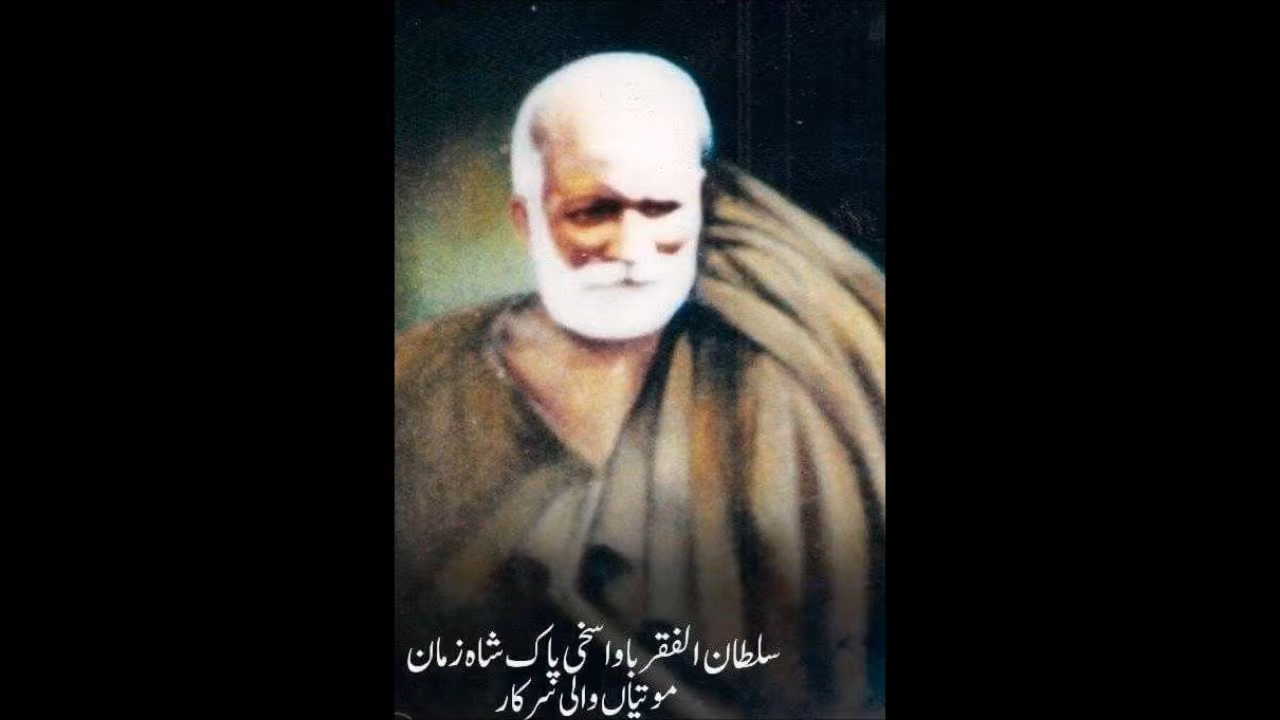 سلطان الفقر باوا سخی پاک شاہ زمان
موتیاں والی سرکار